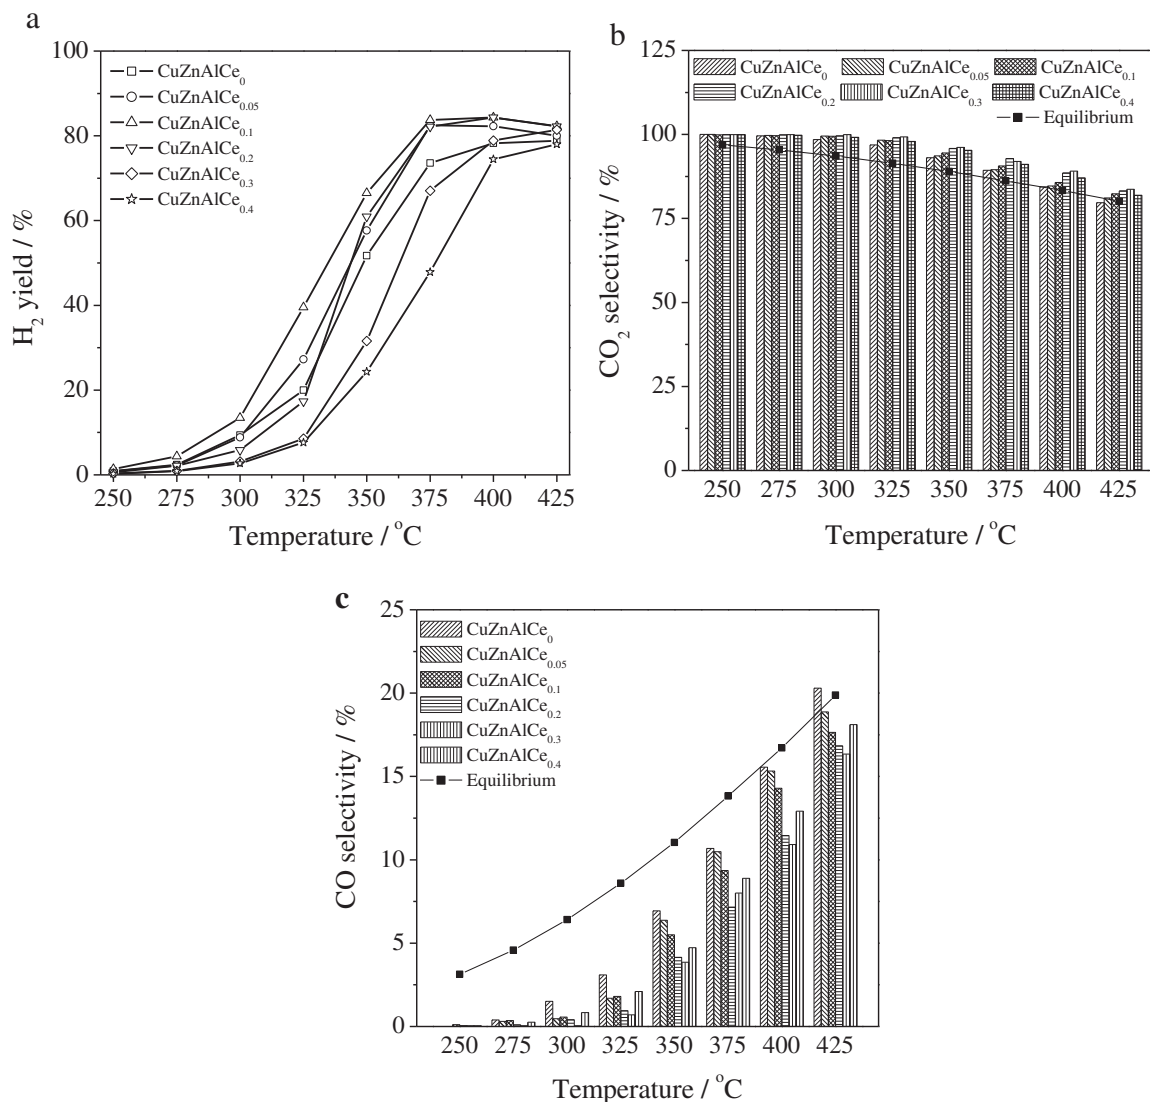 a
H₂ yield / %
100
80
60
40
20
0
CuZnAlCe₀
CuZnAlCe₀.₀₅
CuZnAlCe₀.₁
CuZnAlCe₀.₂
CuZnAlCe₀.₃
CuZnAlCe₀.₄
250 275 300 325 350 375 400 425
Temperature / °C
b
CO₂ selectivity / %
125
100
75
50
25
0
CuZnAlCe₀ CuZnAlCe₀.₀₅ CuZnAlCe₀.₁
CuZnAlCe₀.₂ CuZnAlCe₀.₃ CuZnAlCe₀.₄
Equilibrium
250 275 300 325 350 375 400 425
Temperature / °C
c
CO selectivity / %
25
20
15
10
5
0
CuZnAlCe₀
CuZnAlCe₀.₀₅
CuZnAlCe₀.₁
CuZnAlCe₀.₂
CuZnAlCe₀.₃
CuZnAlCe₀.₄
Equilibrium
250 275 300 325 350 375 400 425
Temperature / °C